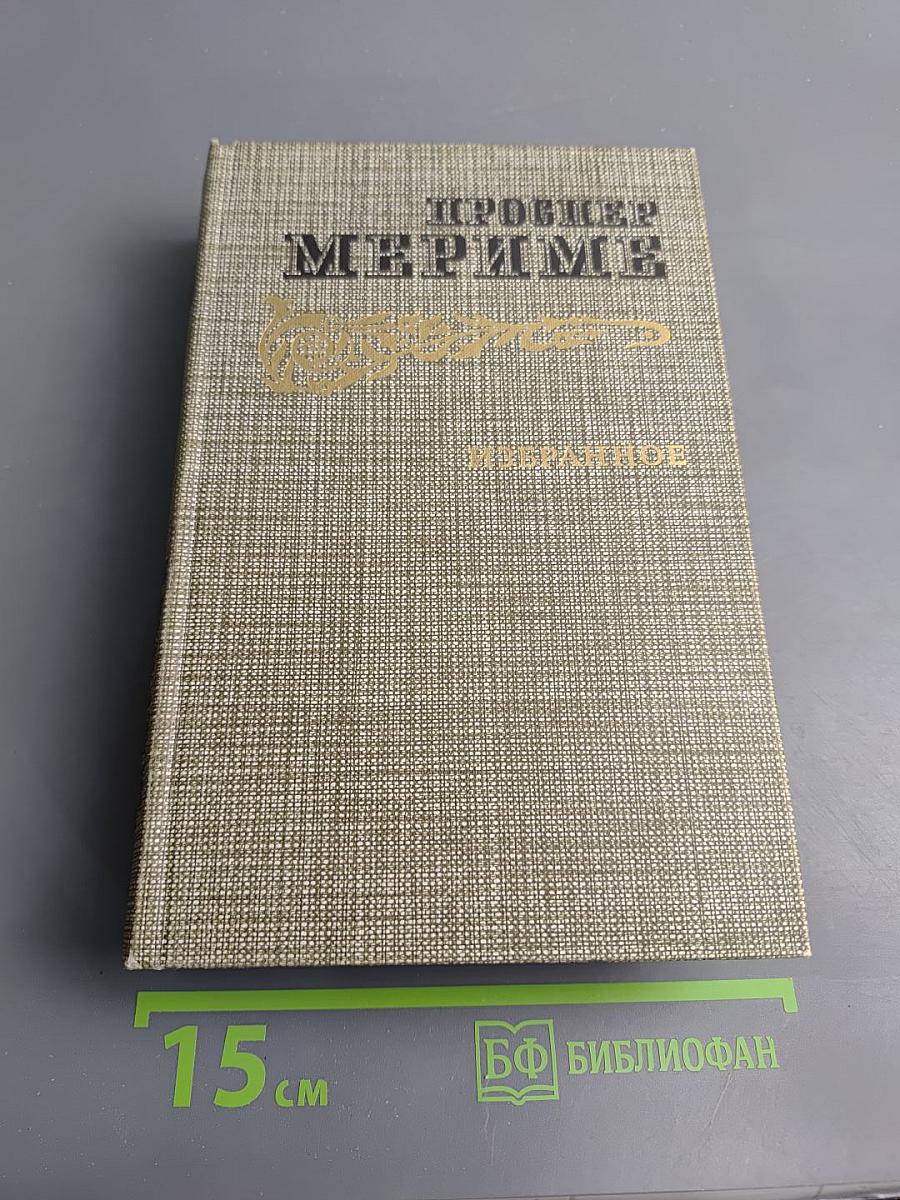 ПРОСПЕР
МЕРИМЕ
ИЗБРАННОЕ
15 см
БФ БИБЛИОФАН